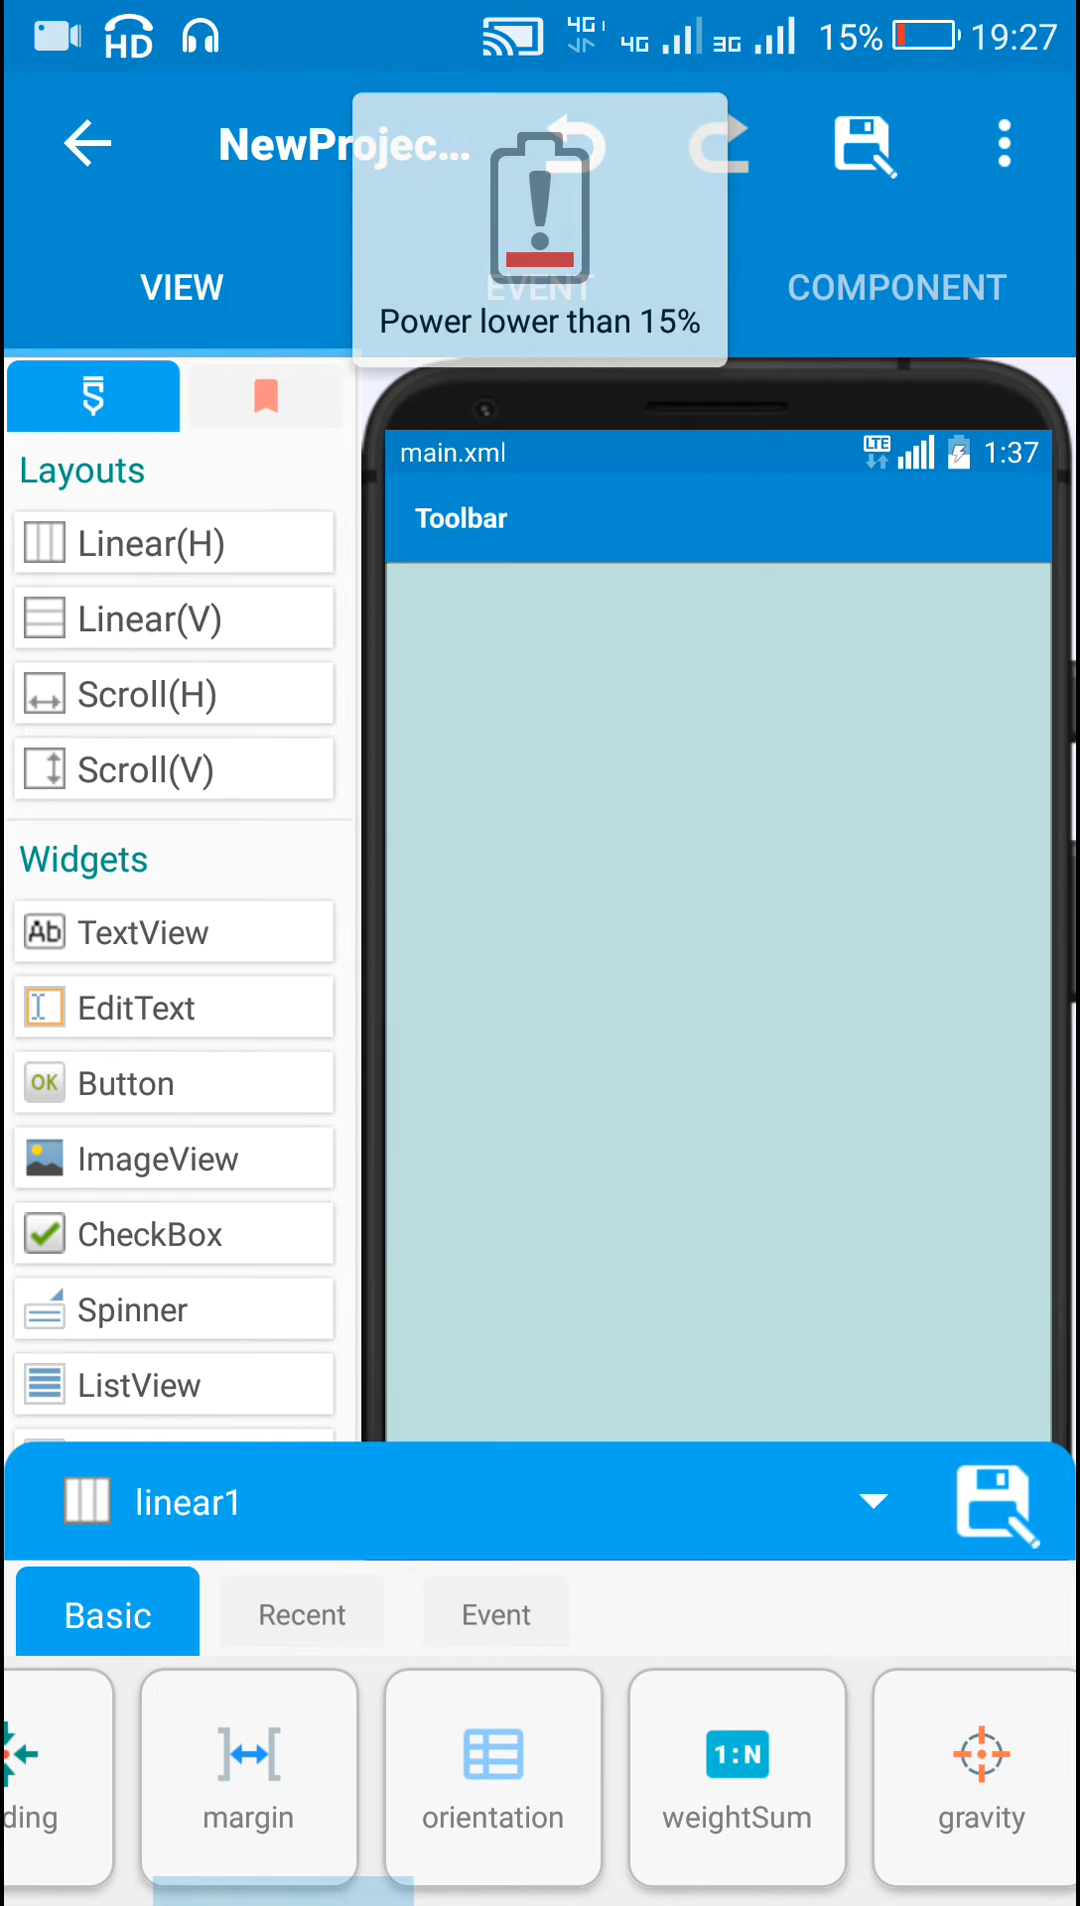 HD 4G 4G 3G 15% 19:27
NewProjec...
VIEW
EVENT
COMPONENT
Power lower than 15%
Layouts
Linear(H)
Linear(V)
Scroll(H)
Scroll(V)
Widgets
Ab TextView
EditText
OK Button
ImageView
CheckBox
Spinner
ListView
main.xml LTE 1:37
Toolbar
linear1
Basic
Recent
Event
ding
margin
orientation
1:N
weightSum
gravity